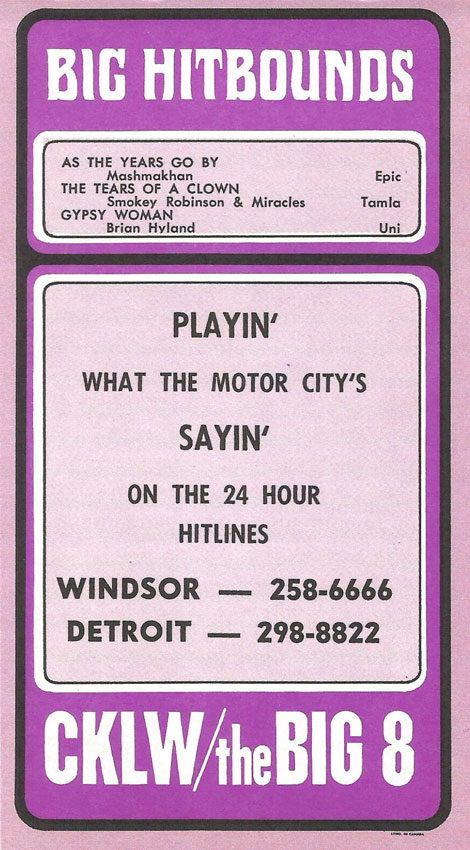 BIG HITBOUNDS
AS THE YEARS GO BY
Mashmakhan Epic
THE TEARS OF A CLOWN
Smokey Robinson & Miracles Tamla
GYPSY WOMAN
Brian Hyland Uni
PLAYIN'
WHAT THE MOTOR CITY'S
SAYIN'
ON THE 24 HOUR
HITLINES
WINDSOR — 258-6666
DETROIT — 298-8822
CKLW/the BIG 8